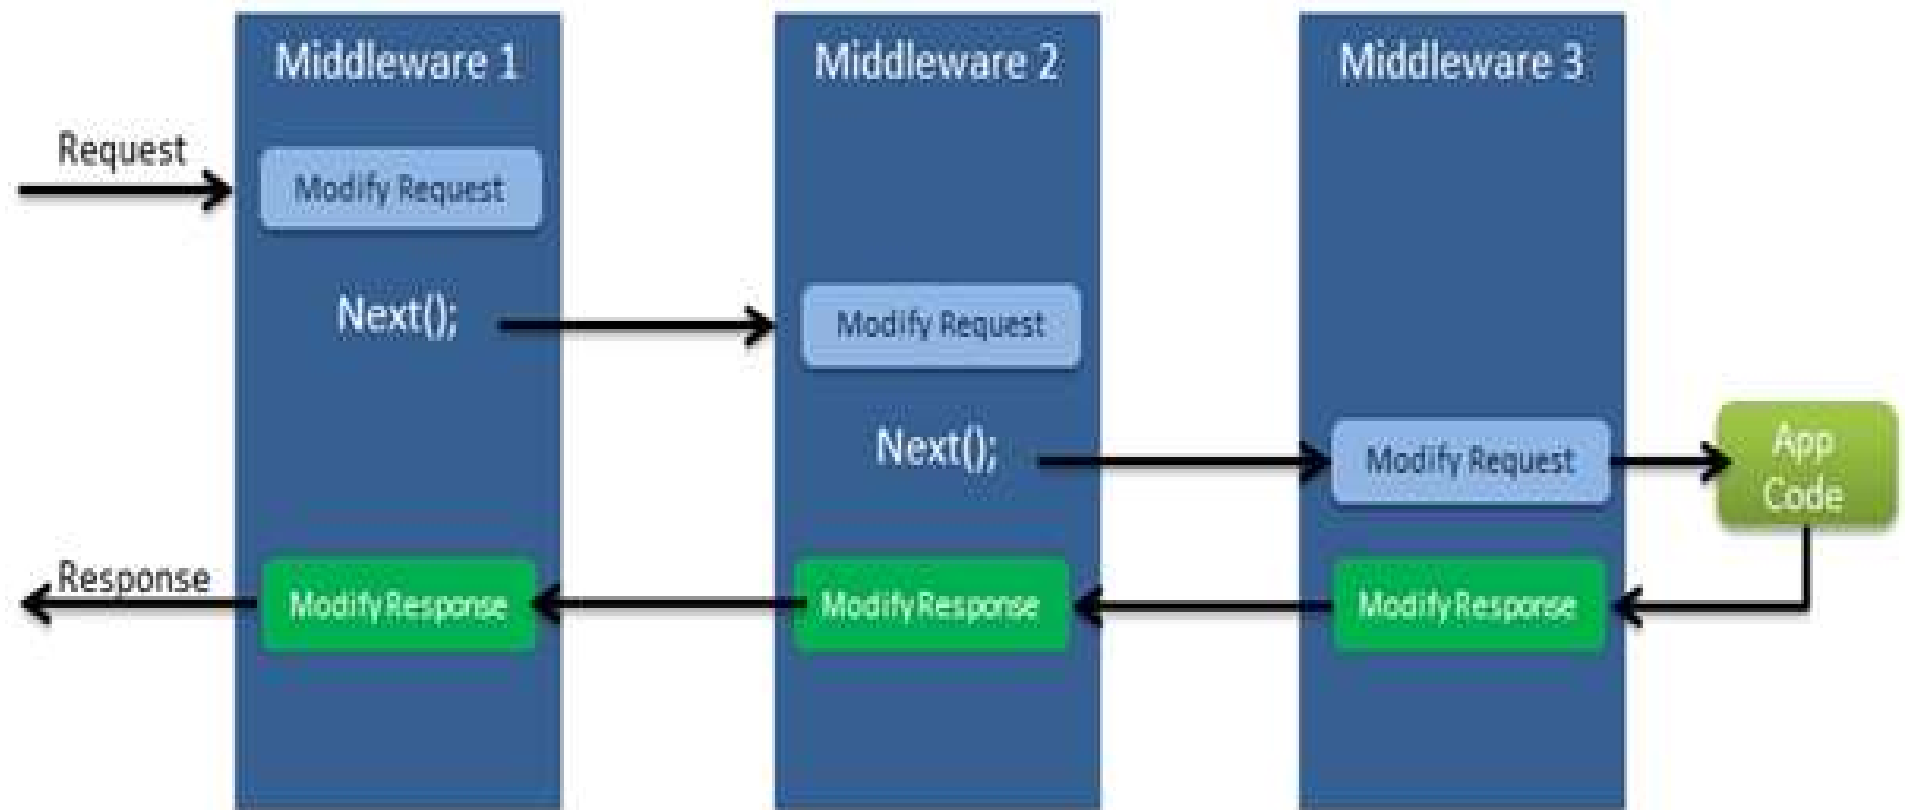 Middleware 1
Middleware 2
Middleware 3
Request
Modify Request
Next();
Modify Request
Next();
Modify Request
App
Code
Response
Modify Response
Modify Response
Modify Response